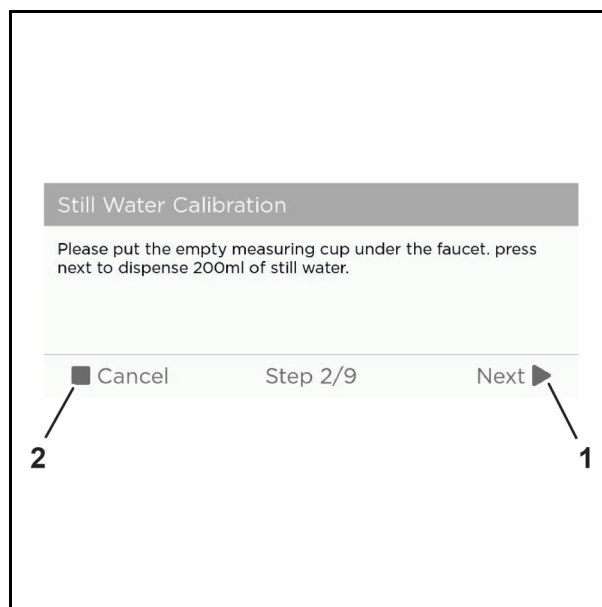 Still Water Calibration
Please put the empty measuring cup under the faucet. press
next to dispense 200ml of still water.
Cancel Step 2/9 Next
2 1